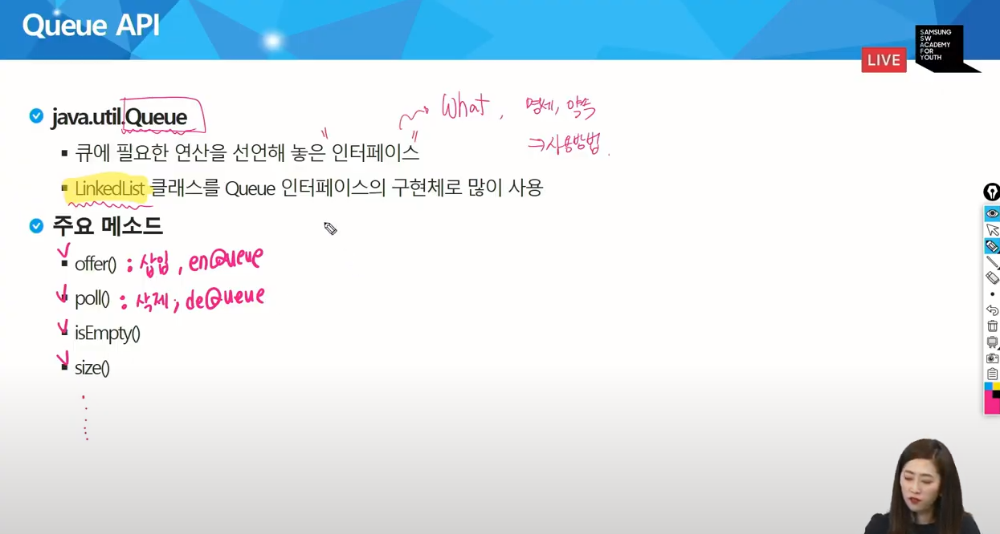 Queue API
SAMSUNG
SW
ACADEMY
FOR
YOUTH
LIVE
java.util.Queue
What, 명세, 약속
⇒사용방법.
큐에 필요한 연산을 선언해 놓은 "인터페이스"
LinkedList 클래스를 Queue 인터페이스의 구현체로 많이 사용
주요 메소드
offer() : 삽입, enQueue
poll() : 삭제, deQueue
isEmpty()
size()